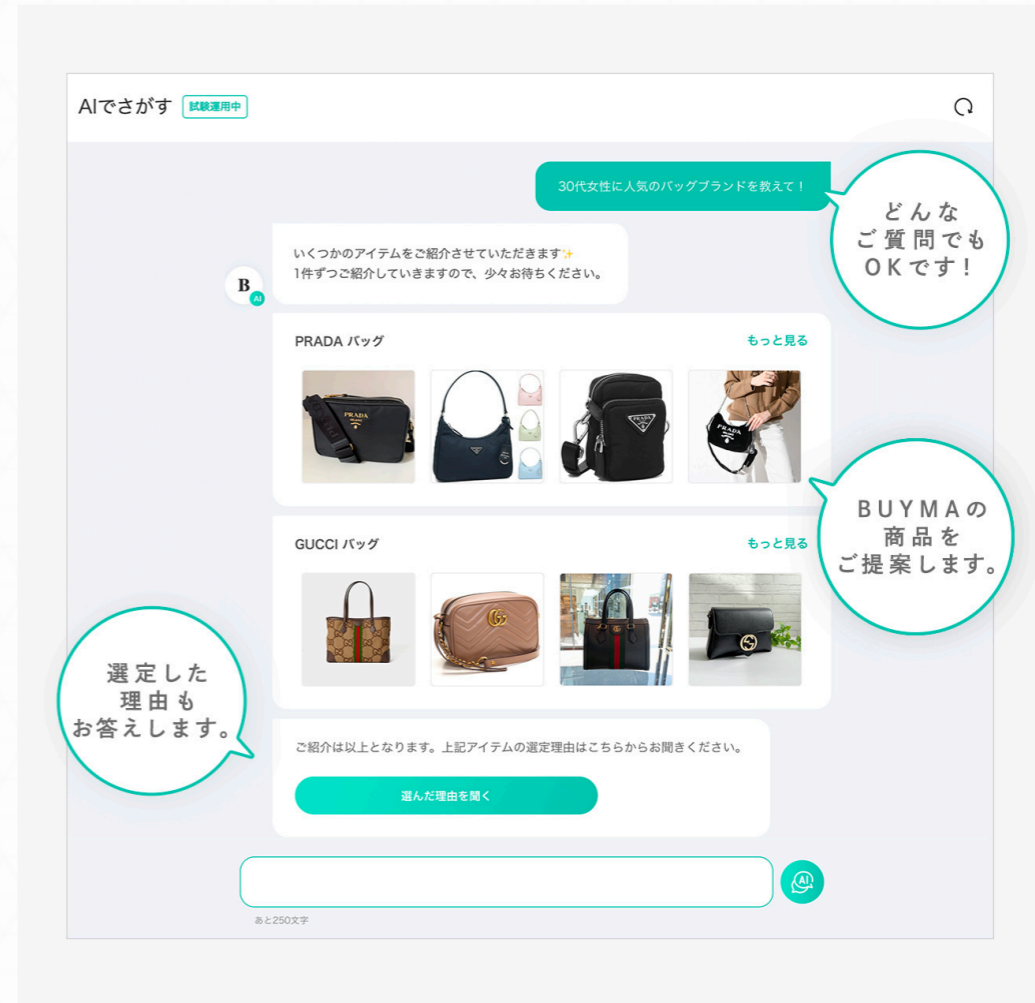 AIでさがす
試験運用中
30代女性に人気のバッグブランドを教えて！
どんな
ご質問でも
OKです！
いくつかのアイテムをご紹介させていただきます✨
1件ずつご紹介していきますので、少々お待ちください。
B
AI
PRADA バッグ
もっと見る
PRADA
PRADA
PRADA
BUYMAの
商品を
ご提案します。
GUCCI バッグ
もっと見る
選定した
理由も
お答えします。
ご紹介は以上となります。上記アイテムの選定理由はこちらからお聞きください。
選んだ理由を聞く
AI
あと250文字